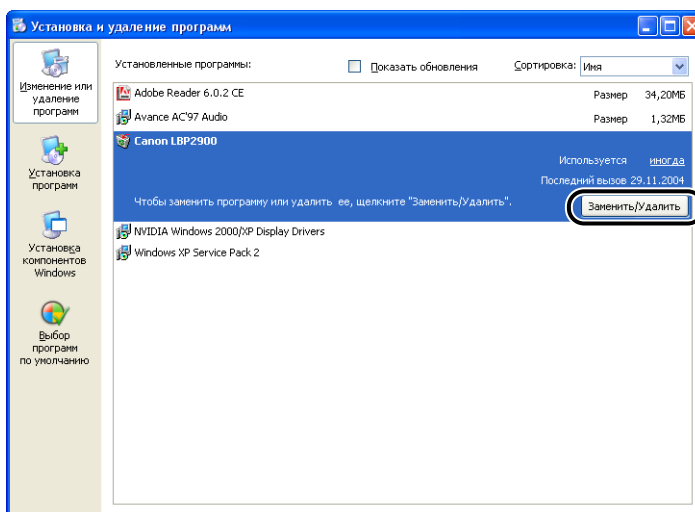 Установка и удаление программ
Изменение или
удаление
программ
Установка
программ
Установка
компонентов
Windows
Выбор
программ
по умолчанию
Установленные программы:
Показать обновления
Сортировка: Имя
Adobe Reader 6.0.2 CE Размер 34,20МБ
Avance AC'97 Audio Размер 1,32МБ
Canon LBP2900
Используется иногда
Последний вызов 29.11.2004
Чтобы заменить программу или удалить ее, щелкните "Заменить/Удалить". Заменить/Удалить
NVIDIA Windows 2000/XP Display Drivers
Windows XP Service Pack 2